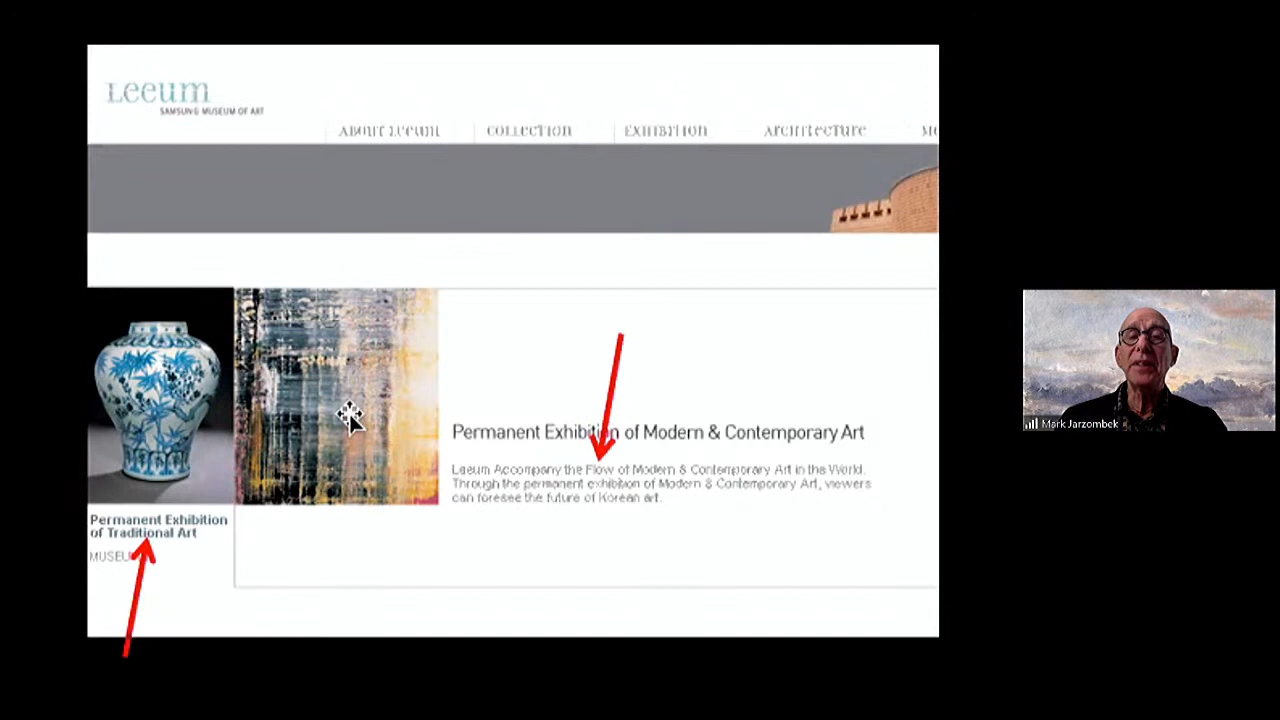 Leeum
SAMSUNG MUSEUM OF ART
ABOUT Leeum
COLLECTION
EXHIBITION
ARCHITECTURE
Permanent Exhibition of Modern & Contemporary Art
Leeum Accompany the Flow of Modern & Contemporary Art in the World.
Through the permanent exhibition of Modern & Contemporary Art, viewers
can foresee the future of Korean art.
Permanent Exhibition
of Traditional Art
Mark Jarzombek